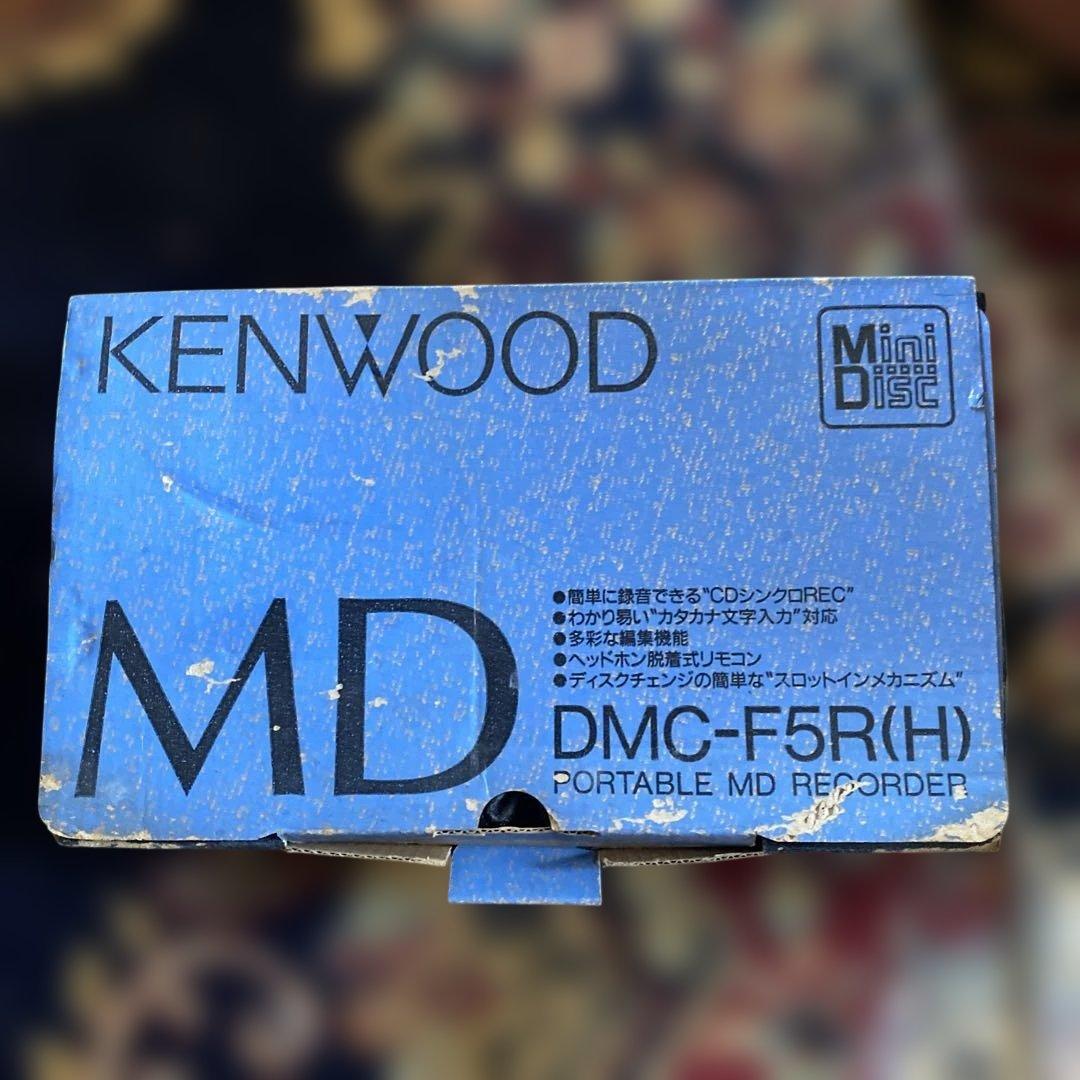 KENWOOD
Mini
Disc
MD
●簡単に録音できる"CDシンクロREC"
●わかり易い"カタカナ文字入力"対応
●多彩な編集機能
●ヘッドホン脱着式リモコン
●ディスクチェンジの簡単な"スロットインメカニズム"
DMC-F5R(H)
PORTABLE MD RECORDER